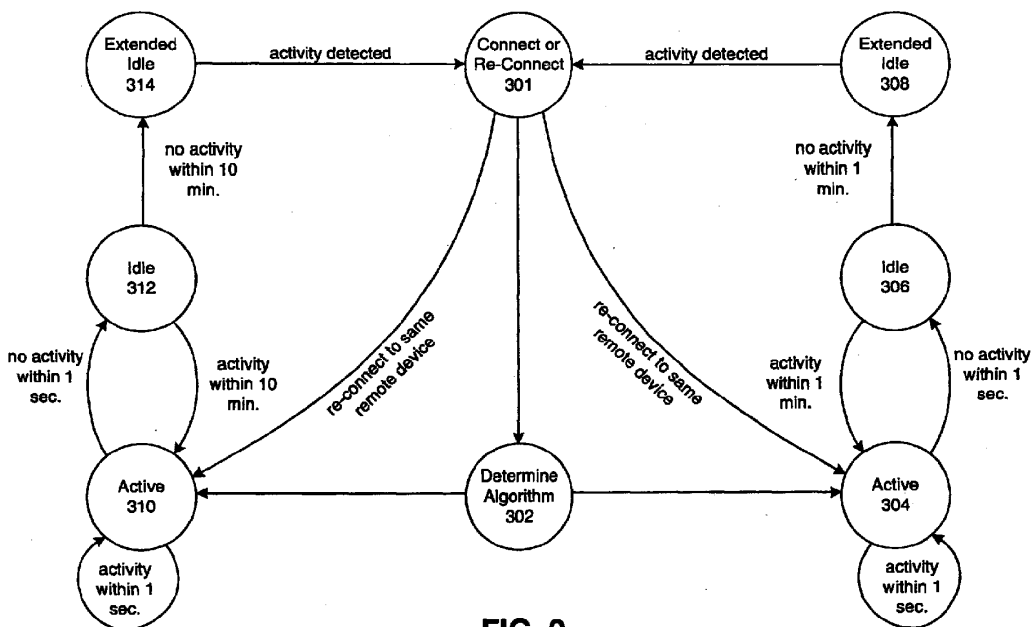 Extended
Idle
314
activity detected
Connect or
Re-Connect
301
activity detected
Extended
Idle
308
no activity
within 10
min.
no activity
within 1
min.
Idle
312
Idle
306
no activity
within 1
sec.
activity
within 10
min.
re-connect to same
remote device
re-connect to same
remote device
activity
within 1
min.
no activity
within 1
sec.
Active
310
Determine
Algorithm
302
Active
304
activity
within 1
sec.
activity
within 1
sec.
FIG.